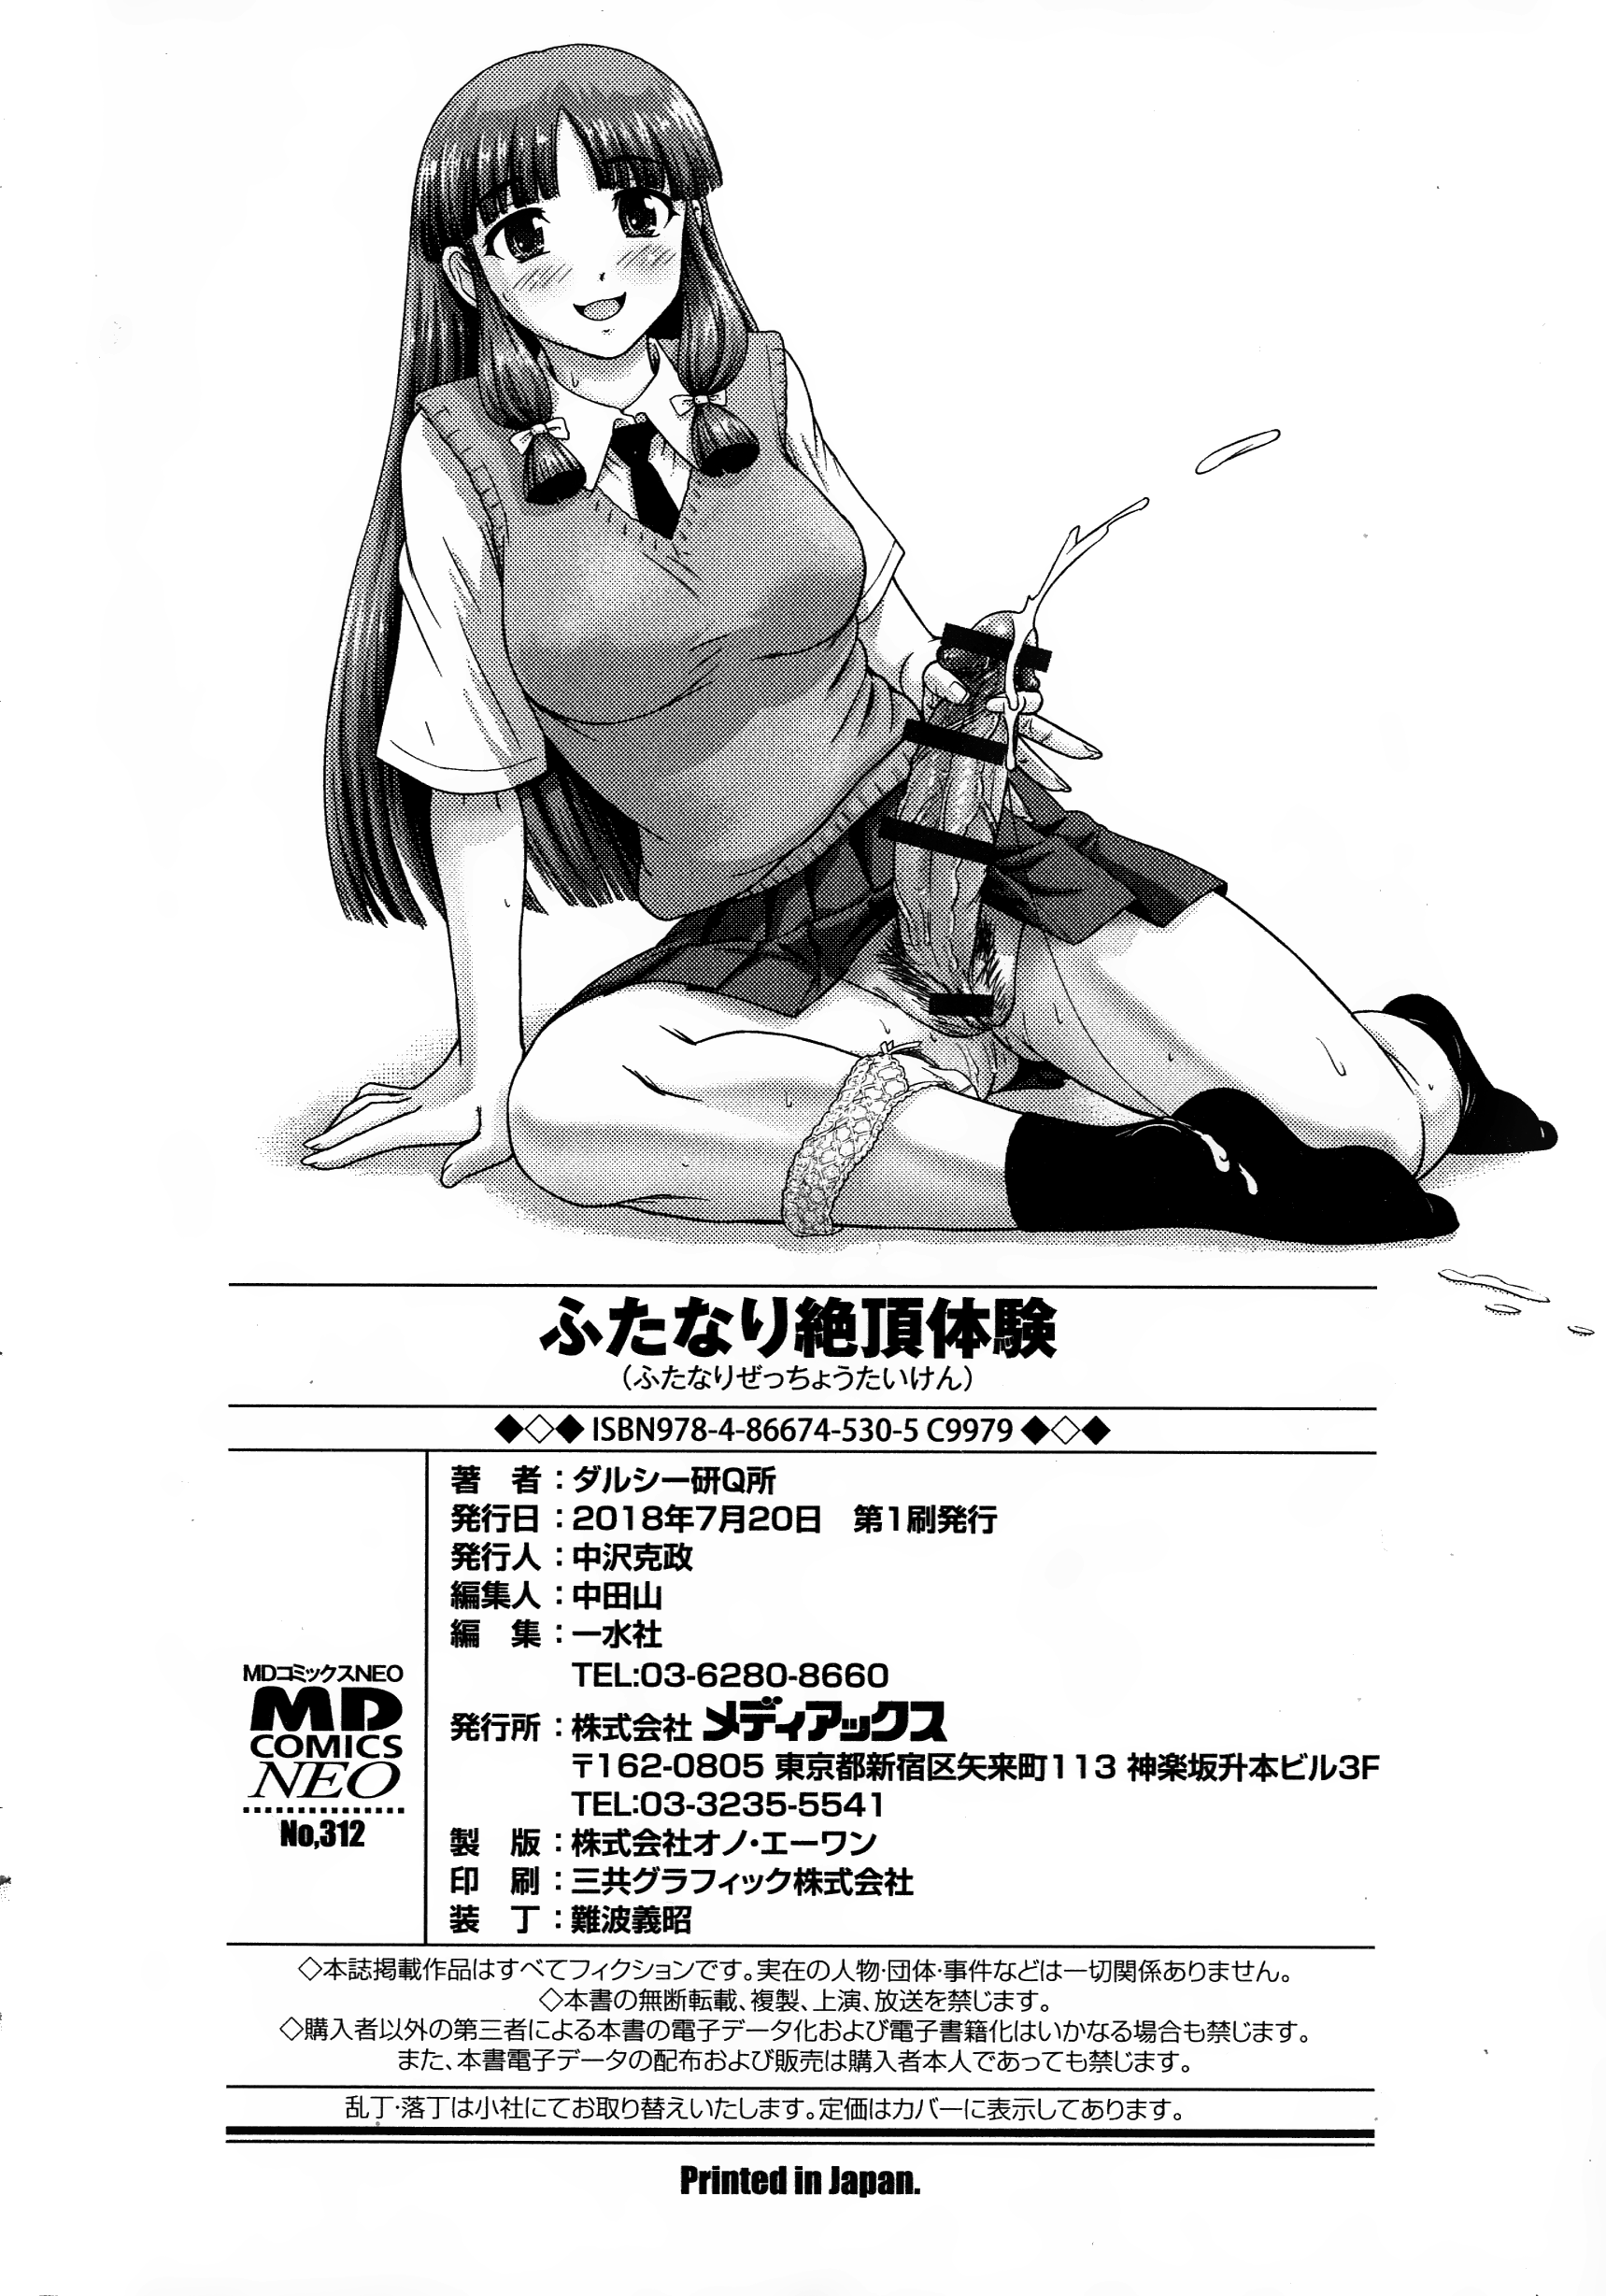 ふたなり絶頂体験
(ふたなりぜっちょうたいけん)
◆◇◆ ISBN978-4-86674-530-5 C9979 ◆◇◆
著　者：ダルシー研Q所
発行日：2018年7月20日　第1刷発行
発行人：中沢克政
編集人：中田山
編　集：一水社
TEL:03-6280-8660
発行所：株式会社 メディアックス
〒162-0805 東京都新宿区矢来町113 神楽坂升本ビル3F
TEL:03-3235-5541
製　版：株式会社オノ・エーワン
印　刷：三共グラフィック株式会社
装　丁：難波義昭
MDコミックスNEO
MD
COMICS
NEO
No,312
◇本誌掲載作品はすべてフィクションです。実在の人物・団体・事件などは一切関係ありません。
◇本書の無断転載、複製、上演、放送を禁じます。
◇購入者以外の第三者による本書の電子データ化および電子書籍化はいかなる場合も禁じます。
また、本書電子データの配布および販売は購入者本人であっても禁じます。
乱丁・落丁は小社にてお取り替えいたします。定価はカバーに表示してあります。
Printed in Japan.